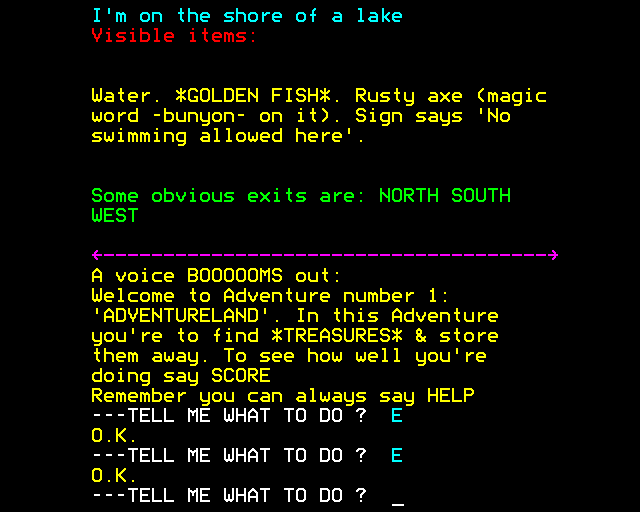 I'm on the shore of a lake
Visible items:
Water. *GOLDEN FISH*. Rusty axe (magic
word -bunyon- on it). Sign says 'No
swimming allowed here'.
Some obvious exits are: NORTH SOUTH
WEST
<-------------------------------------->
A voice BOOOOOMS out:
Welcome to Adventure number 1:
'ADVENTURELAND'. In this Adventure
you're to find *TREASURES* & store
them away. To see how well you're
doing say SCORE
Remember you can always say HELP
---TELL ME WHAT TO DO ? E
O.K.
---TELL ME WHAT TO DO ? E
O.K.
---TELL ME WHAT TO DO ? _